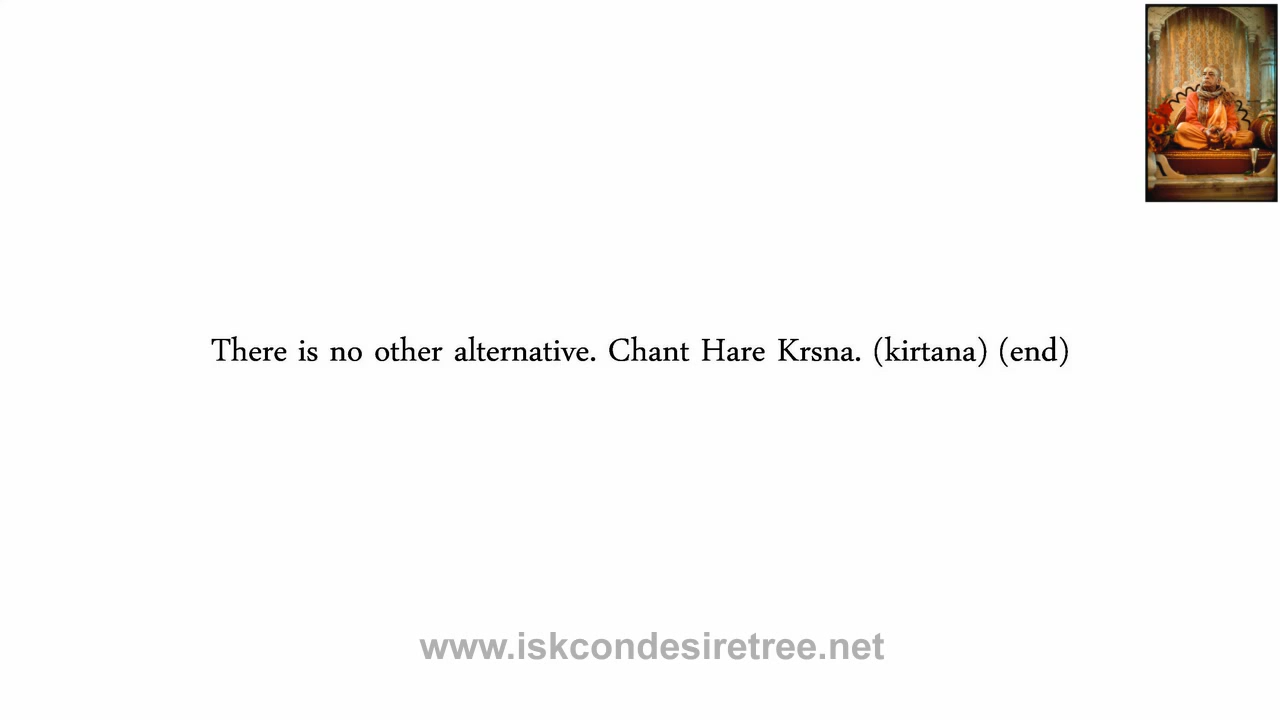 There is no other alternative. Chant Hare Krsna. (kirtana) (end)
www.iskcondesiretree.net